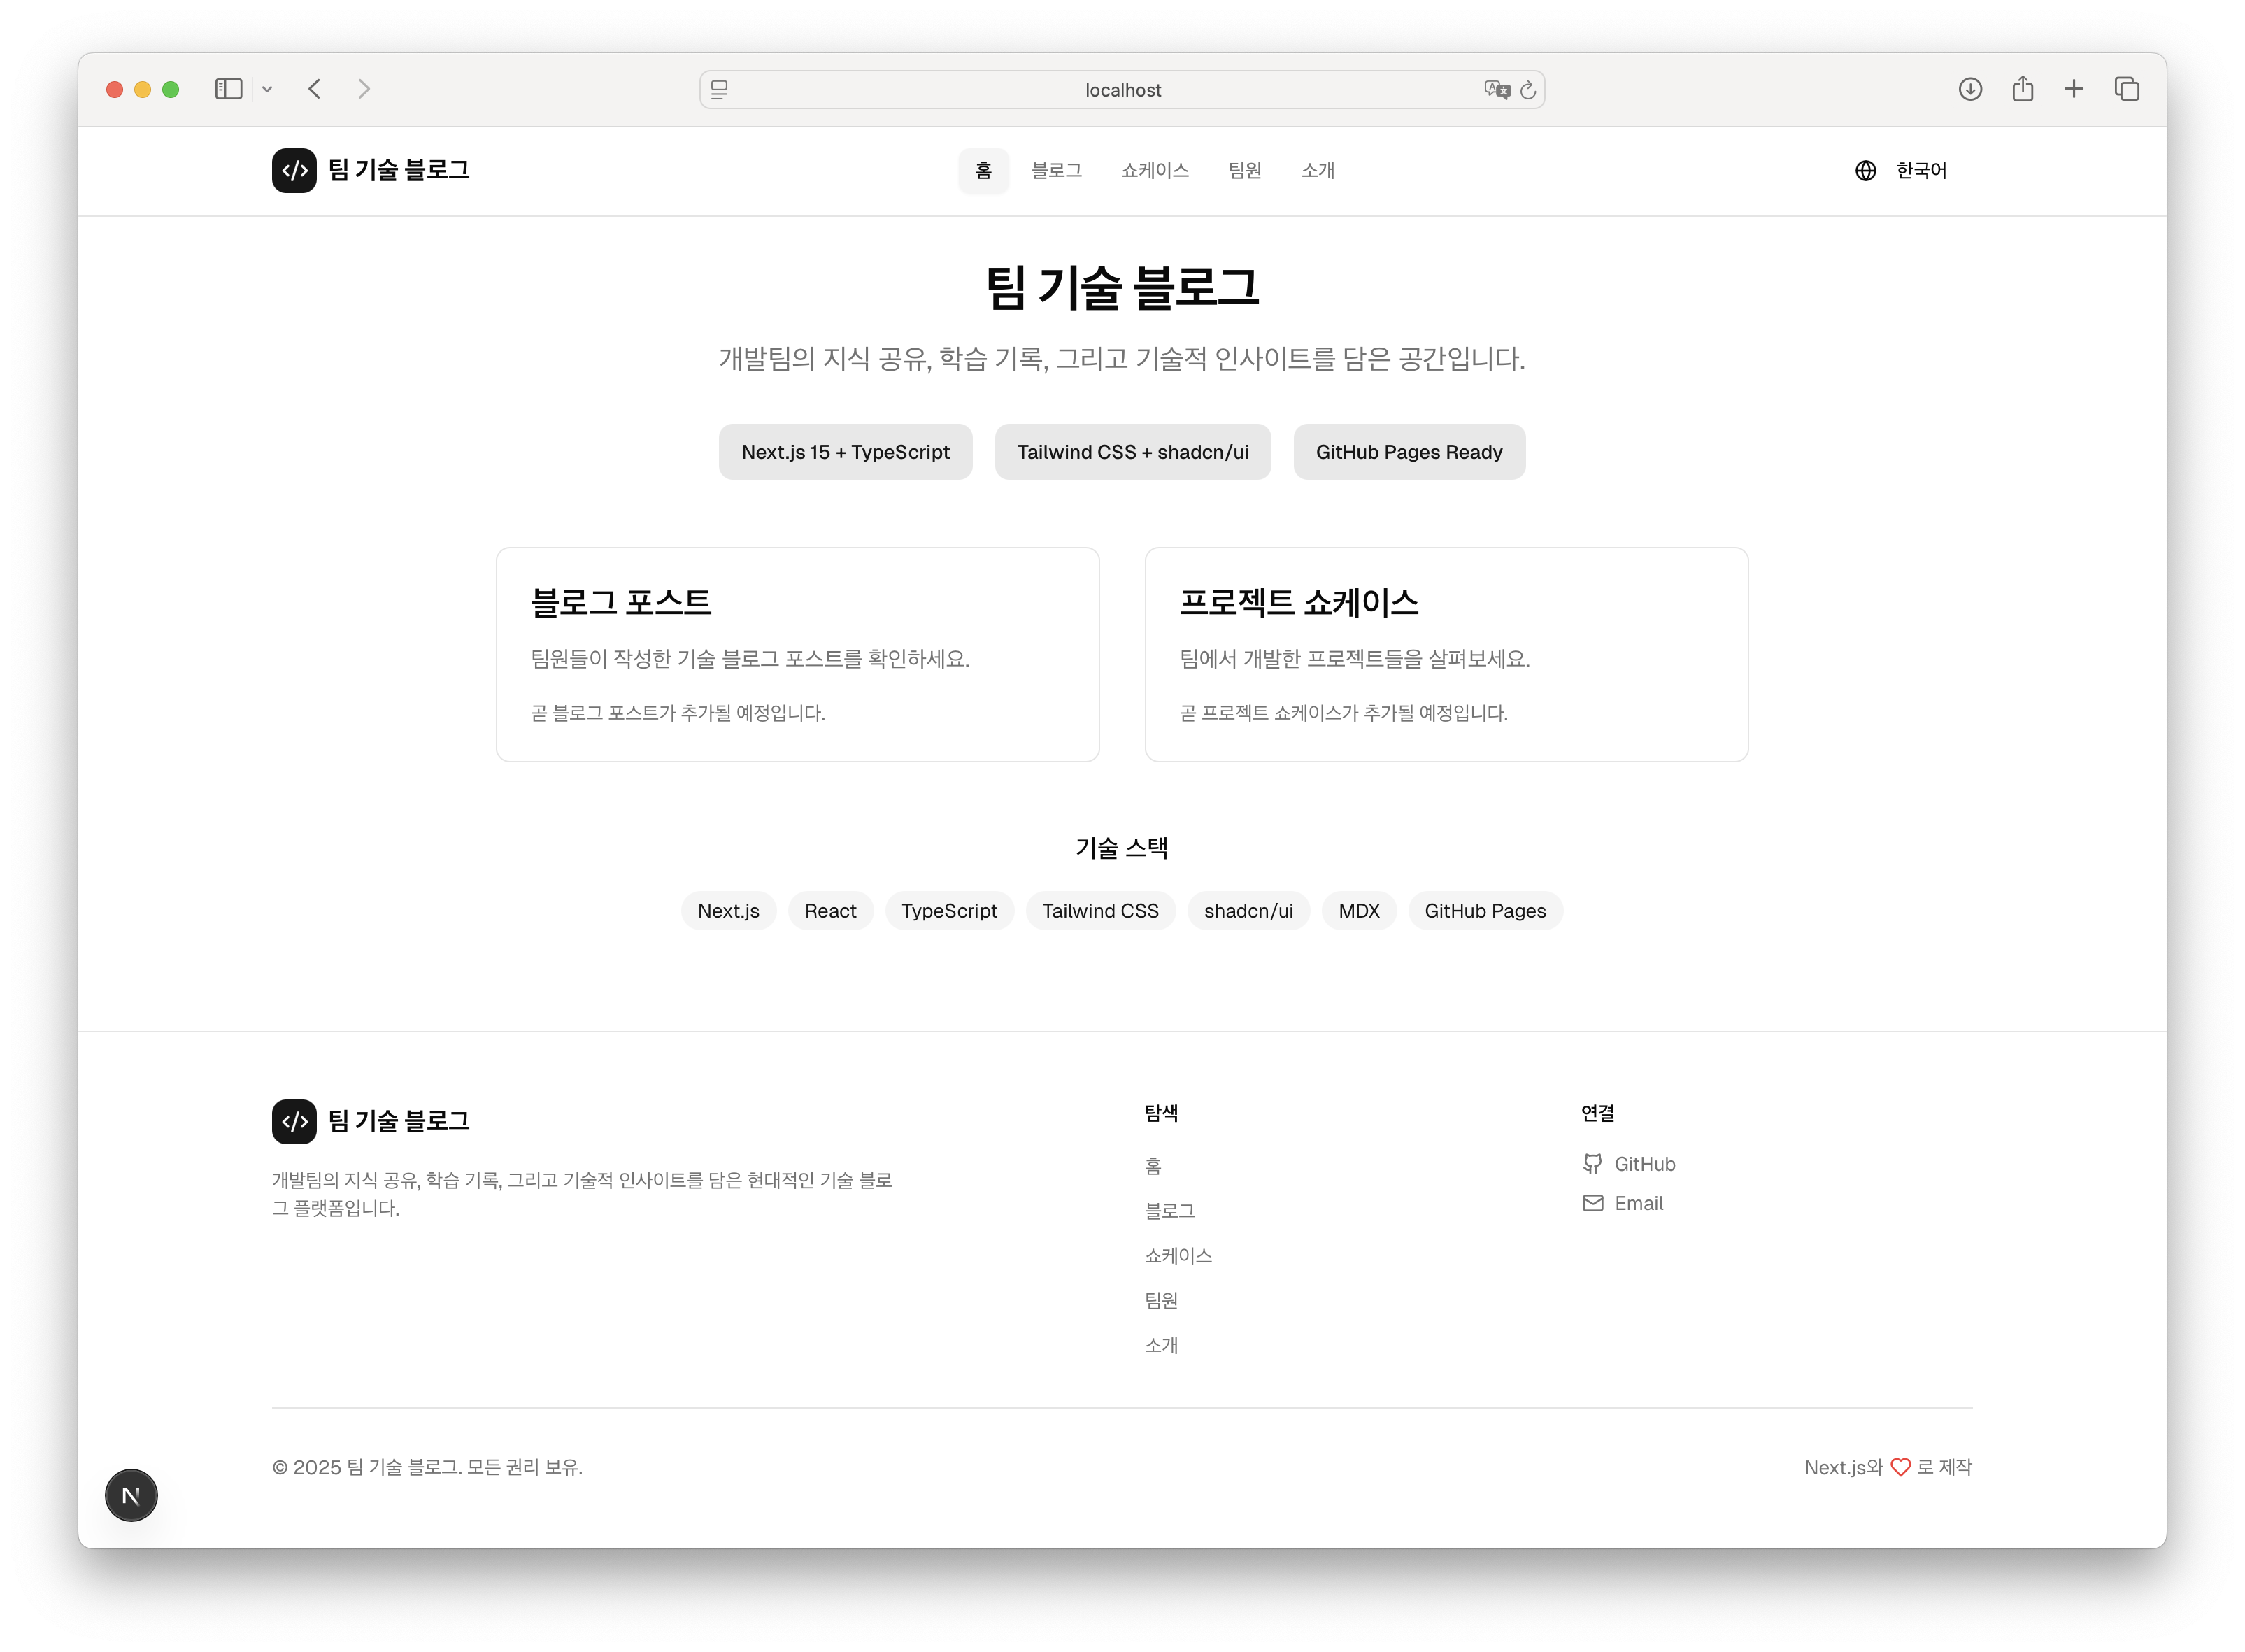 localhost
팀 기술 블로그
홈 블로그 쇼케이스 팀원 소개
한국어
팀 기술 블로그
개발팀의 지식 공유, 학습 기록, 그리고 기술적 인사이트를 담은 공간입니다.
Next.js 15 + TypeScript
Tailwind CSS + shadcn/ui
GitHub Pages Ready
블로그 포스트
팀원들이 작성한 기술 블로그 포스트를 확인하세요.
곧 블로그 포스트가 추가될 예정입니다.
프로젝트 쇼케이스
팀에서 개발한 프로젝트들을 살펴보세요.
곧 프로젝트 쇼케이스가 추가될 예정입니다.
기술 스택
Next.js React TypeScript Tailwind CSS shadcn/ui MDX GitHub Pages
팀 기술 블로그
개발팀의 지식 공유, 학습 기록, 그리고 기술적 인사이트를 담은 현대적인 기술 블로
그 플랫폼입니다.
탐색
홈
블로그
쇼케이스
팀원
소개
연결
GitHub
Email
© 2025 팀 기술 블로그. 모든 권리 보유.
Next.js와 ♡ 로 제작
N